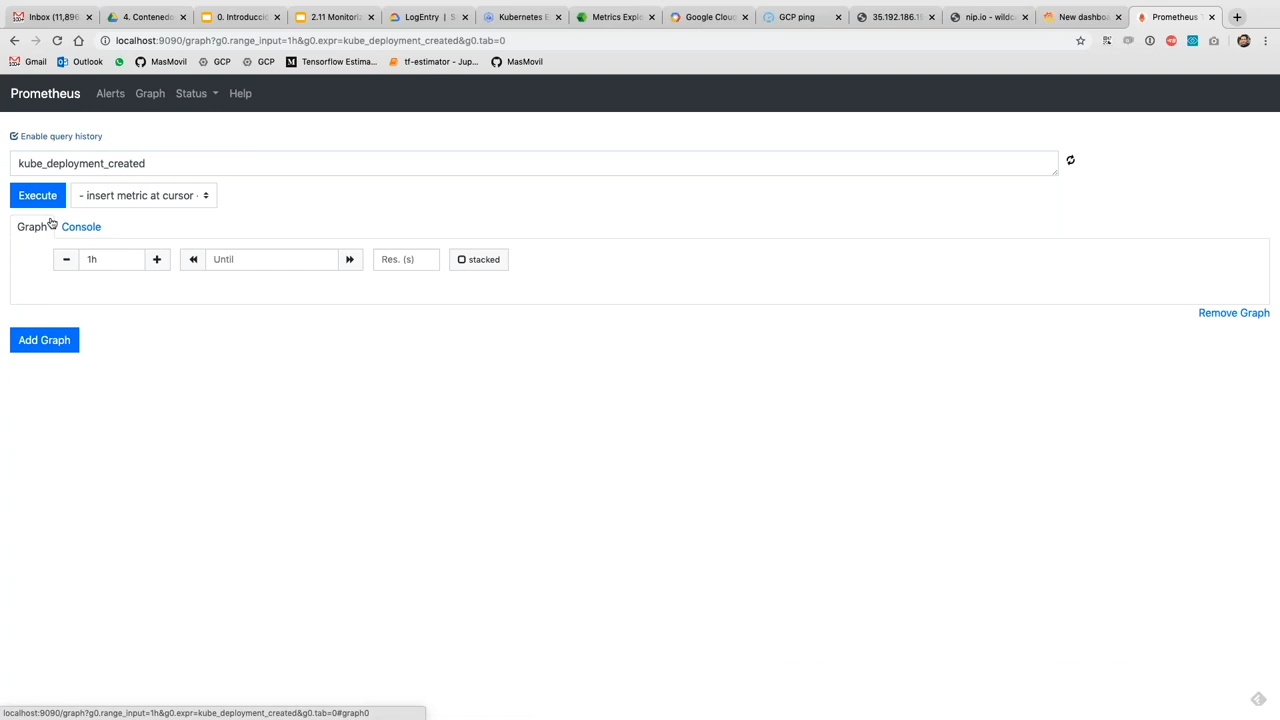 Inbox (11,896 4. Contenedo 0. Introducci 2.11 Monitoriz LogEntry | S Kubernetes E Metrics Explo Google Cloud GCP ping 35.192.186.18 nip.io - wildc New dashboa Prometheus T
localhost:9090/graph?g0.range_input=1h&g0.expr=kube_deployment_created&g0.tab=0
Gmail Outlook MasMovil GCP GCP Tensorflow Estima... tf-estimator - Jup... MasMovil
Prometheus Alerts Graph Status Help
Enable query history
kube_deployment_created
Execute - insert metric at cursor -
Graph Console
1h Until Res. (s) stacked
Remove Graph
Add Graph
localhost:9090/graph?g0.range_input=1h&g0.expr=kube_deployment_created&g0.tab=0#graph0